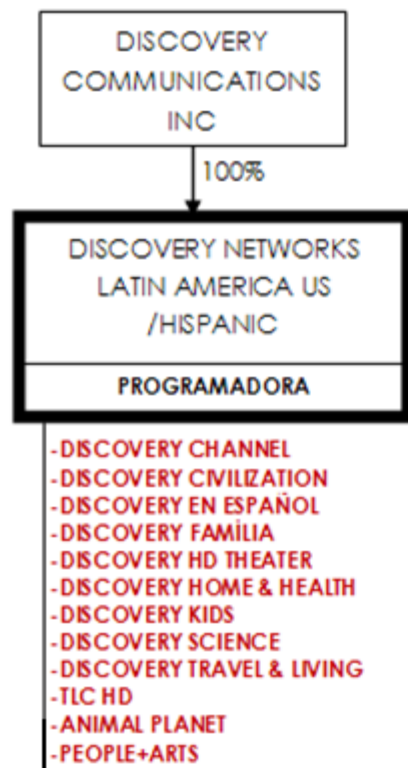 DISCOVERY
COMMUNICATIONS
INC
100%
DISCOVERY NETWORKS
LATIN AMERICA US
/HISPANIC
PROGRAMADORA
-DISCOVERY CHANNEL
-DISCOVERY CIVILIZATION
-DISCOVERY EN ESPAÑOL
-DISCOVERY FAMÍLIA
-DISCOVERY HD THEATER
-DISCOVERY HOME & HEALTH
-DISCOVERY KIDS
-DISCOVERY SCIENCE
-DISCOVERY TRAVEL & LIVING
-TLC HD
-ANIMAL PLANET
-PEOPLE+ARTS